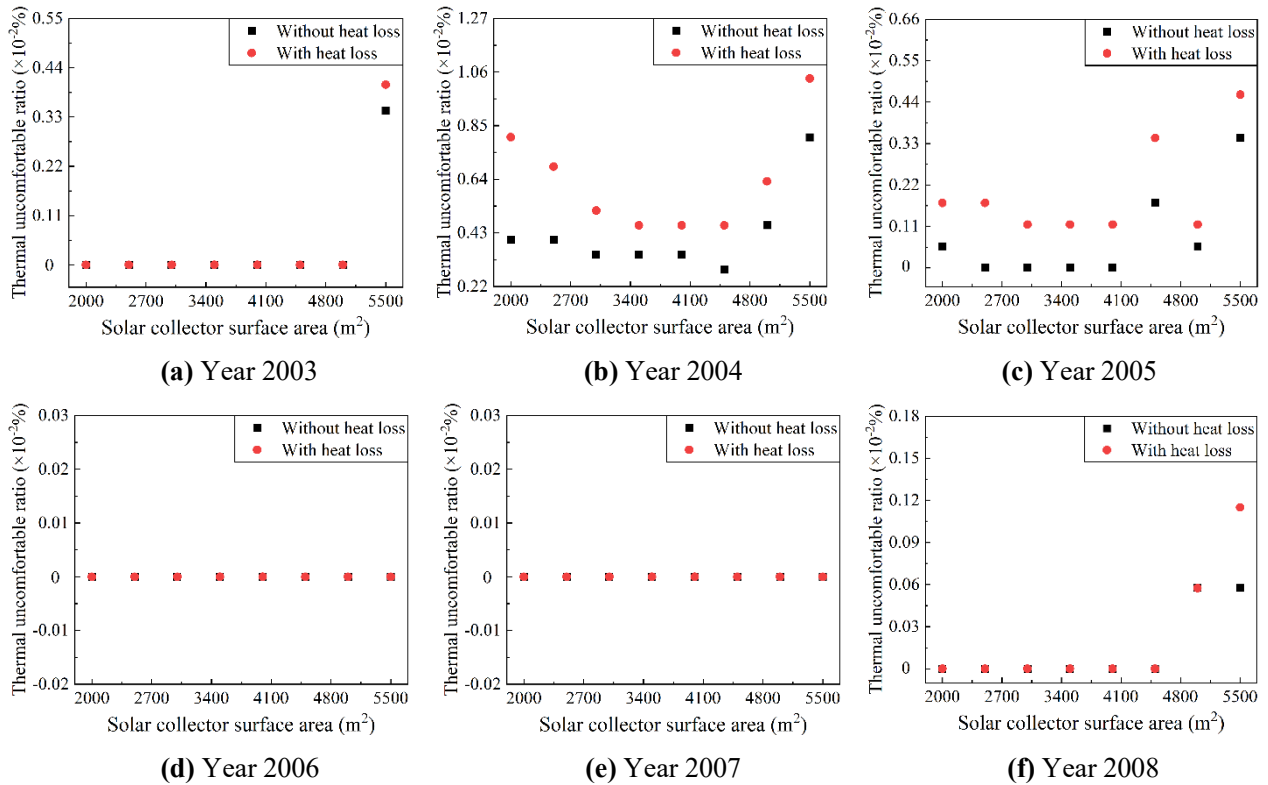 Thermal uncomfortable ratio (×10⁻²%)
0.55
0.44
0.33
0.22
0.11
0
Without heat loss
With heat loss
2000 2700 3400 4100 4800 5500
Solar collector surface area (m²)
(a) Year 2003
Thermal uncomfortable ratio (×10⁻²%)
1.27
1.06
0.85
0.64
0.43
0.22
Without heat loss
With heat loss
2000 2700 3400 4100 4800 5500
Solar collector surface area (m²)
(b) Year 2004
Thermal uncomfortable ratio (×10⁻²%)
0.66
0.55
0.44
0.33
0.22
0.11
0
Without heat loss
With heat loss
2000 2700 3400 4100 4800 5500
Solar collector surface area (m²)
(c) Year 2005
Thermal uncomfortable ratio (×10⁻²%)
0.03
0.02
0.01
0
-0.01
-0.02
Without heat loss
With heat loss
2000 2700 3400 4100 4800 5500
Solar collector surface area (m²)
(d) Year 2006
Thermal uncomfortable ratio (×10⁻²%)
0.03
0.02
0.01
0
-0.01
-0.02
Without heat loss
With heat loss
2000 2700 3400 4100 4800 5500
Solar collector surface area (m²)
(e) Year 2007
Thermal uncomfortable ratio (×10⁻²%)
0.18
0.15
0.12
0.09
0.06
0.03
0
Without heat loss
With heat loss
2000 2700 3400 4100 4800 5500
Solar collector surface area (m²)
(f) Year 2008